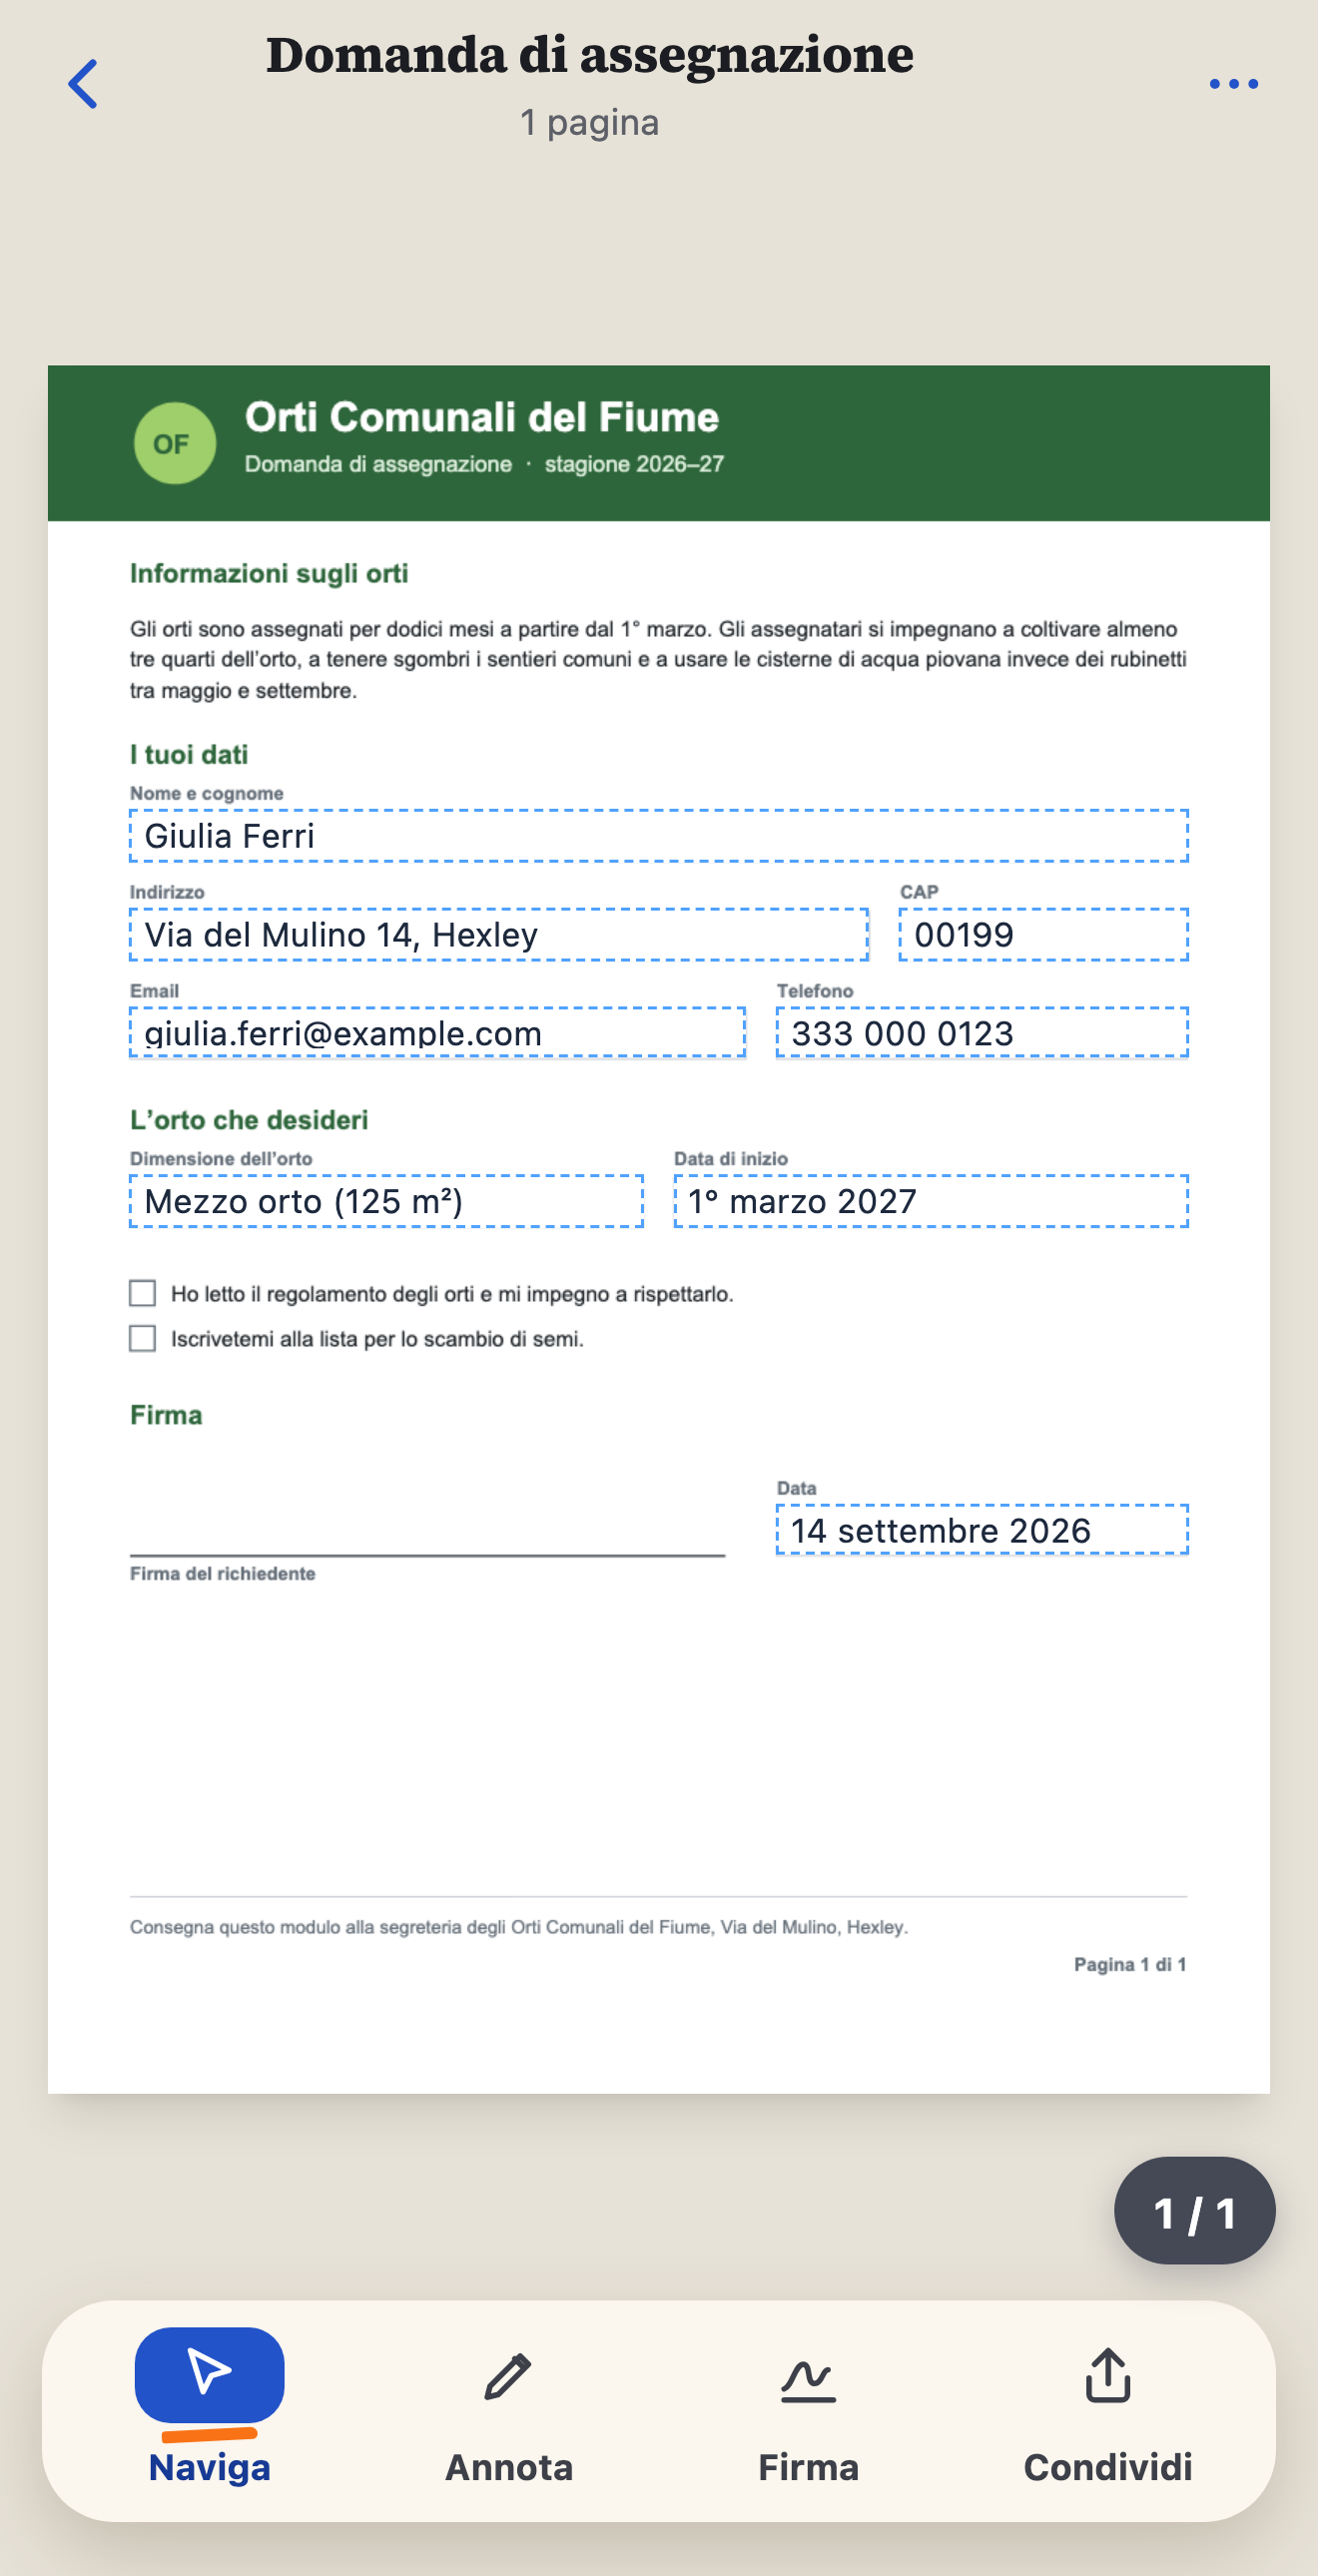 Domanda di assegnazione
1 pagina
OF
Orti Comunali del Fiume
Domanda di assegnazione · stagione 2026–27
Informazioni sugli orti
Gli orti sono assegnati per dodici mesi a partire dal 1° marzo. Gli assegnatari si impegnano a coltivare almeno
tre quarti dell’orto, a tenere sgombri i sentieri comuni e a usare le cisterne di acqua piovana invece dei rubinetti
tra maggio e settembre.
I tuoi dati
Nome e cognome
Giulia Ferri
Indirizzo CAP
Via del Mulino 14, Hexley 00199
Email Telefono
giulia.ferri@example.com 333 000 0123
L’orto che desideri
Dimensione dell’orto Data di inizio
Mezzo orto (125 m²) 1° marzo 2027
Ho letto il regolamento degli orti e mi impegno a rispettarlo.
Iscrivetemi alla lista per lo scambio di semi.
Firma
Data
14 settembre 2026
Firma del richiedente
Consegna questo modulo alla segreteria degli Orti Comunali del Fiume, Via del Mulino, Hexley.
Pagina 1 di 1
1 / 1
Naviga Annota Firma Condividi